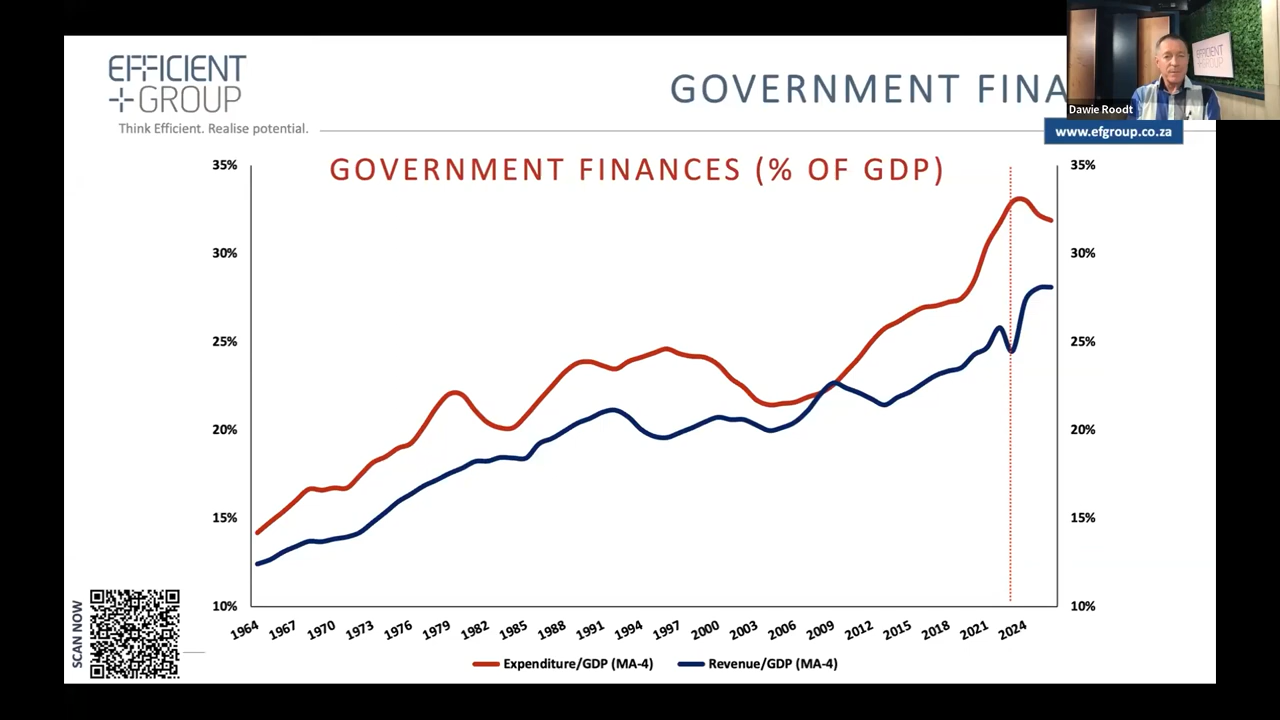 EFFICIENT
GROUP
Think Efficient. Realise potential.
GOVERNMENT FINA
Dawie Roodt
www.efgroup.co.za
GOVERNMENT FINANCES (% OF GDP)
35% 35%
30% 30%
25% 25%
20% 20%
15% 15%
10% 10%
1964 1967 1970 1973 1976 1979 1982 1985 1988 1991 1994 1997 2000 2003 2006 2009 2012 2015 2018 2021 2024
Expenditure/GDP (MA-4) Revenue/GDP (MA-4)
SCAN NOW
EFFICIENT
GROUP